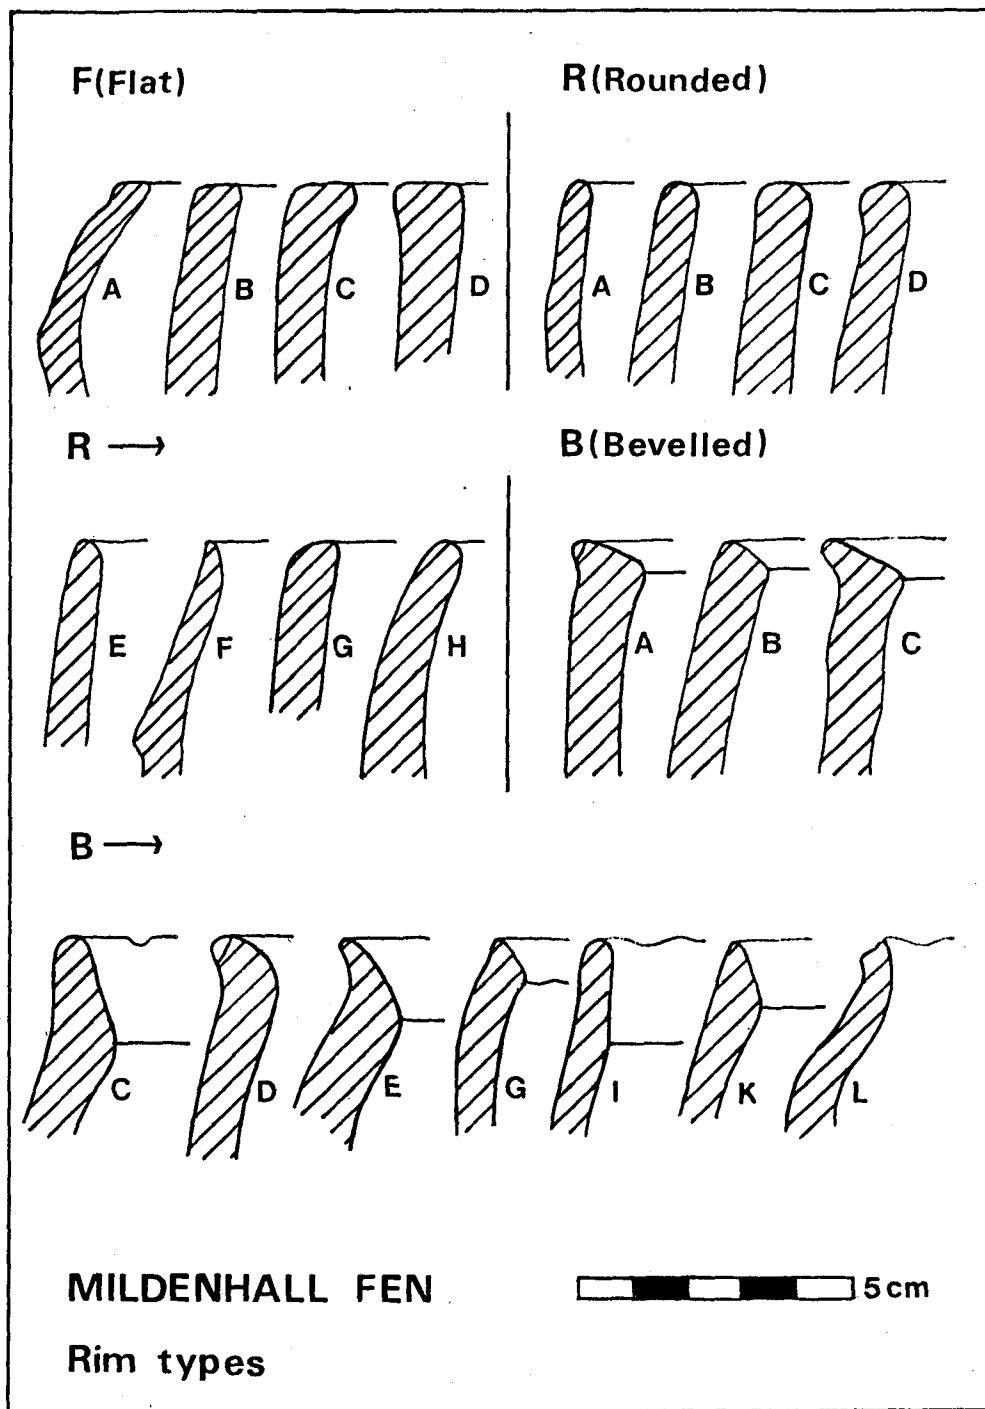 F(Flat)
R(Rounded)
A B C D
A B C D
R →
B(Bevelled)
E F G H
A B C
B →
C D E G I K L
MILDENHALL FEN
5cm
Rim types